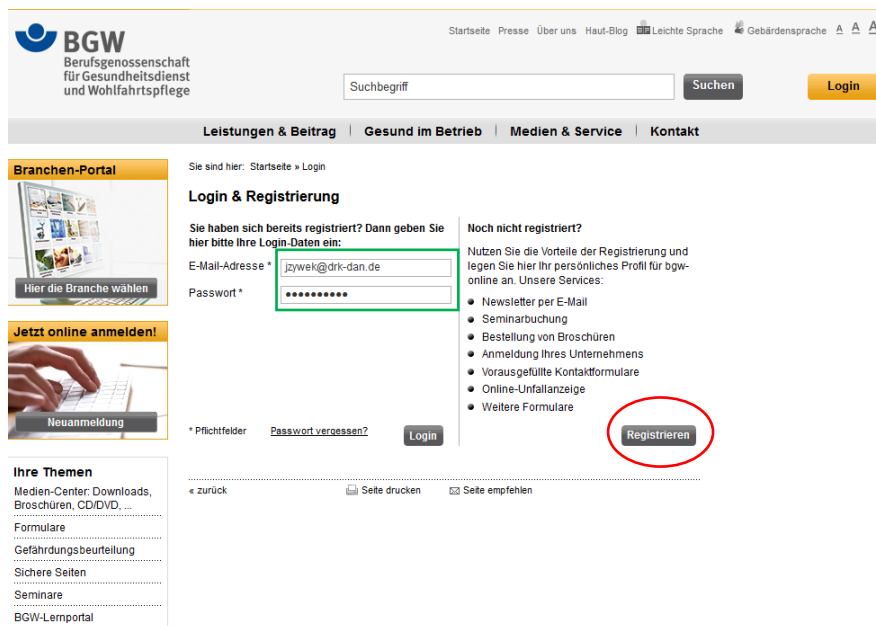 Startseite Presse Über uns Haut-Blog Leichte Sprache Gebärdensprache A A A
BGW
Berufsgenossenschaft
für Gesundheitsdienst
und Wohlfahrtspflege
Suchbegriff
Suchen
Login
Leistungen & Beitrag
Gesund im Betrieb
Medien & Service
Kontakt
Branchen-Portal
Hier die Branche wählen
Jetzt online anmelden!
Neuanmeldung
Ihre Themen
Medien-Center: Downloads,
Broschüren, CD/DVD, ...
Formulare
Gefährdungsbeurteilung
Sichere Seiten
Seminare
BGW-Lernportal
Sie sind hier: Startseite » Login
Login & Registrierung
Sie haben sich bereits registriert? Dann geben Sie
hier bitte Ihre Login-Daten ein:
E-Mail-Adresse * jzywek@drk-dan.de
Passwort * ●●●●●●●●●●
* Pflichtfelder
Passwort vergessen?
Login
Noch nicht registriert?
Nutzen Sie die Vorteile der Registrierung und
legen Sie hier Ihr persönliches Profil für bgw-
online an. Unsere Services:
Newsletter per E-Mail
Seminarbuchung
Bestellung von Broschüren
Anmeldung Ihres Unternehmens
Vorausgefüllte Kontaktformulare
Online-Unfallanzeige
Weitere Formulare
Registrieren
« zurück
Seite drucken
Seite empfehlen